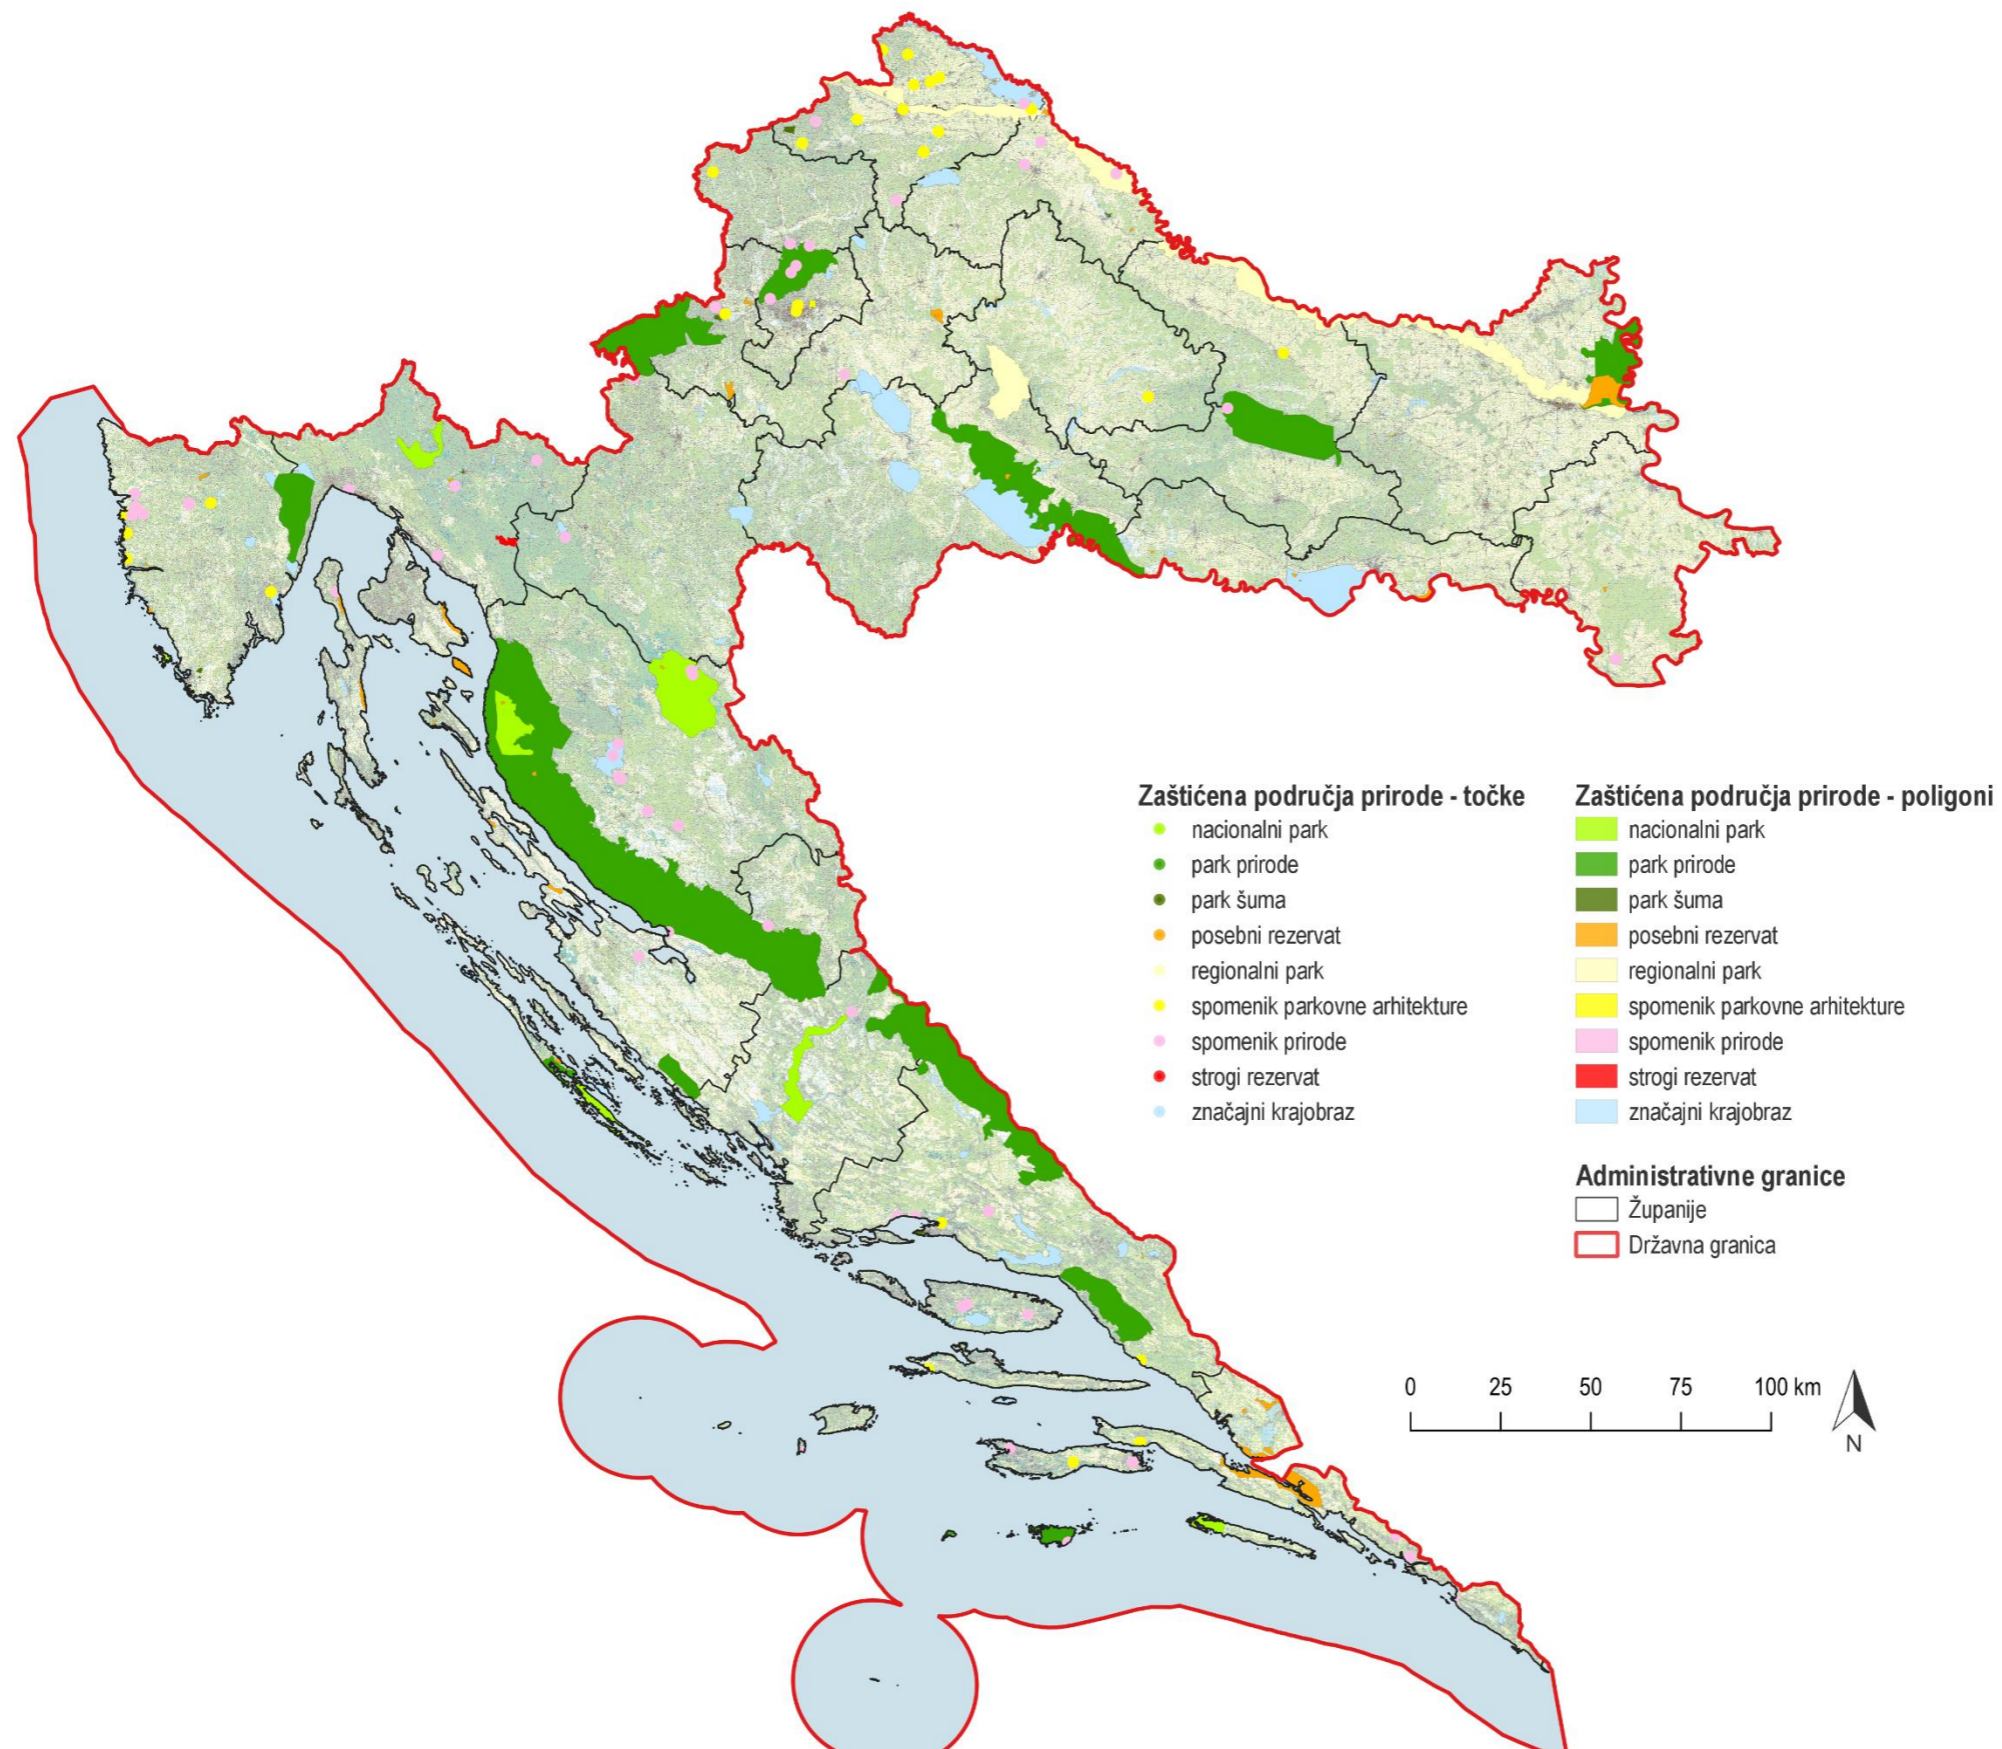 Zaštićena područja prirode - točke
nacionalni park
park prirode
park šuma
posebni rezervat
regionalni park
spomenik parkovne arhitekture
spomenik prirode
strogi rezervat
značajni krajobraz
Zaštićena područja prirode - poligoni
nacionalni park
park prirode
park šuma
posebni rezervat
regionalni park
spomenik parkovne arhitekture
spomenik prirode
strogi rezervat
značajni krajobraz
Administrativne granice
Županije
Državna granica
0 25 50 75 100 km
N